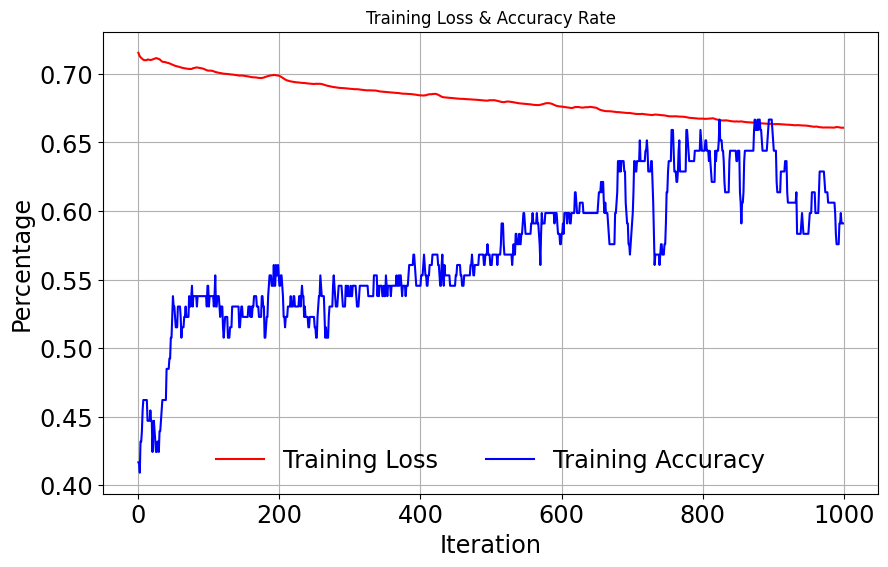 Training Loss & Accuracy Rate
0.70
0.65
0.60
0.55
0.50
0.45
0.40
Percentage
Training Loss
Training Accuracy
0 200 400 600 800 1000
Iteration